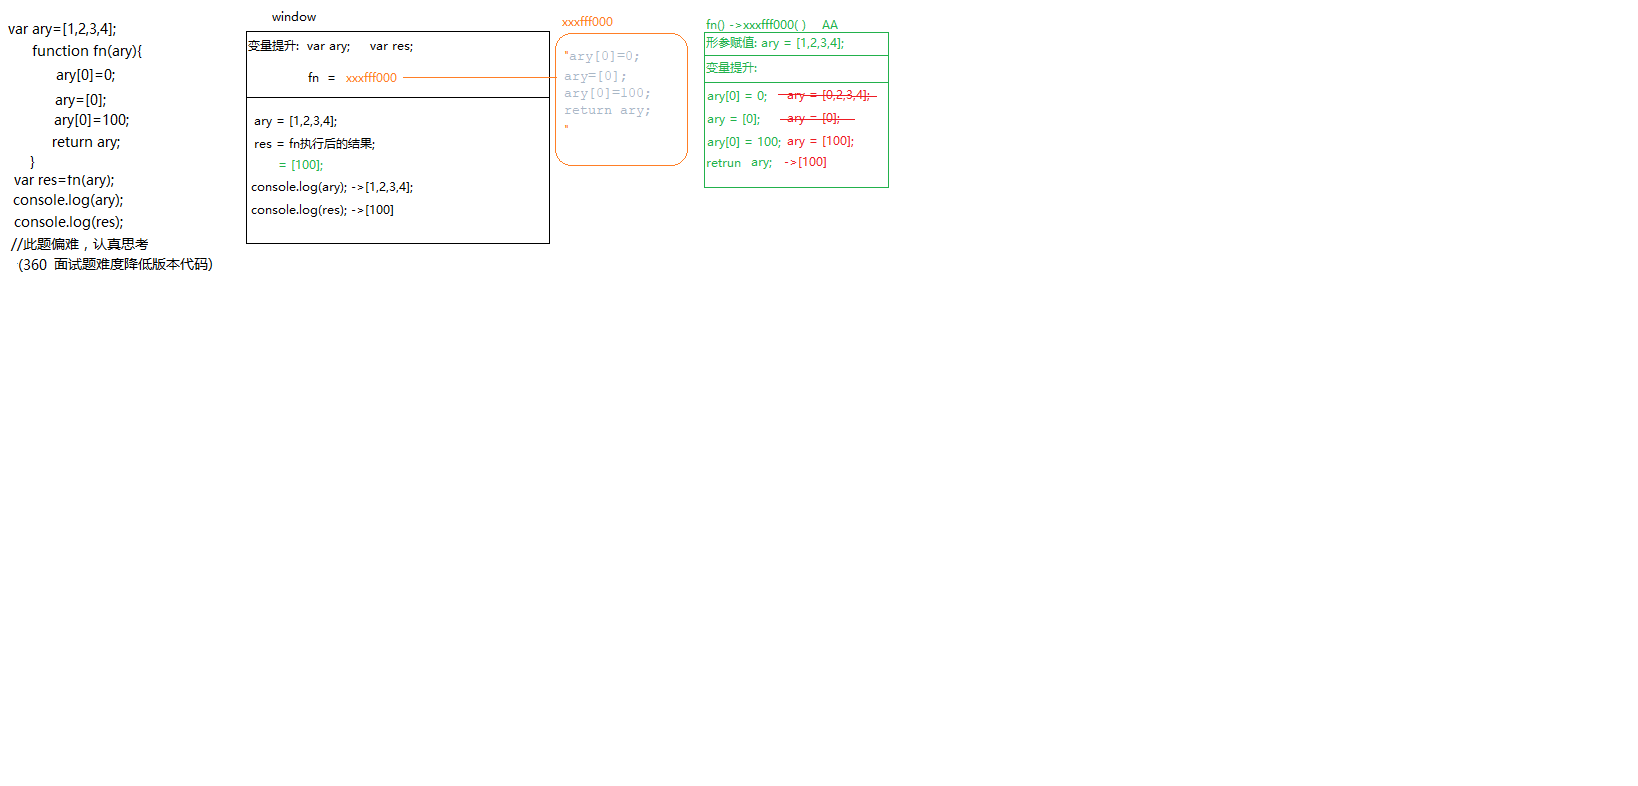 var ary=[1,2,3,4];
function fn(ary){
ary[0]=0;
ary=[0];
ary[0]=100;
return ary;
}
var res=fn(ary);
console.log(ary);
console.log(res);
//此题偏难，认真思考
(360 面试题难度降低版本代码)
window
变量提升: var ary; var res;
fn = xxxfff000
ary = [1,2,3,4];
res = fn执行后的结果;
= [100];
console.log(ary); ->[1,2,3,4];
console.log(res); ->[100]
xxxfff000
"ary[0]=0;
ary=[0];
ary[0]=100;
return ary;
"
fn() ->xxxfff000( ) AA
形参赋值: ary = [1,2,3,4];
变量提升:
ary[0] = 0; ary = [0,2,3,4];
ary = [0]; ary = [0];
ary[0] = 100; ary = [100];
retrun ary; ->[100]